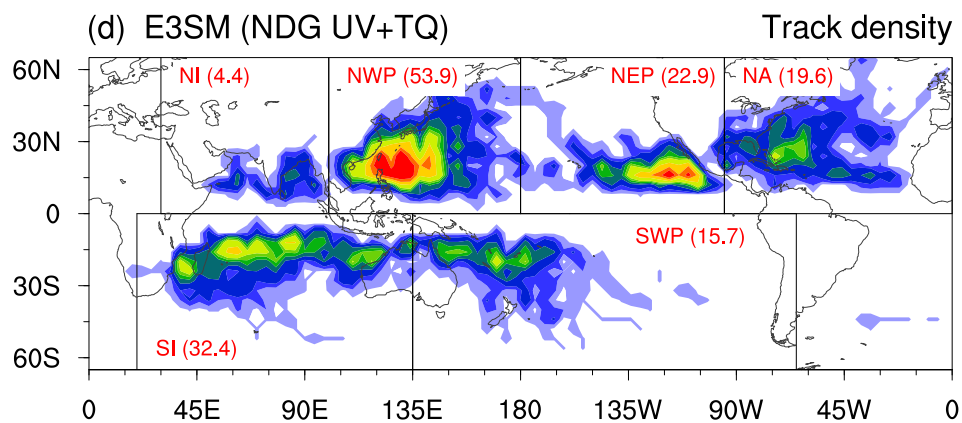 (d) E3SM (NDG UV+TQ) Track density
60N
NI (4.4) NWP (53.9) NEP (22.9) NA (19.6)
30N
0
SWP (15.7)
30S
SI (32.4)
60S
0 45E 90E 135E 180 135W 90W 45W 0